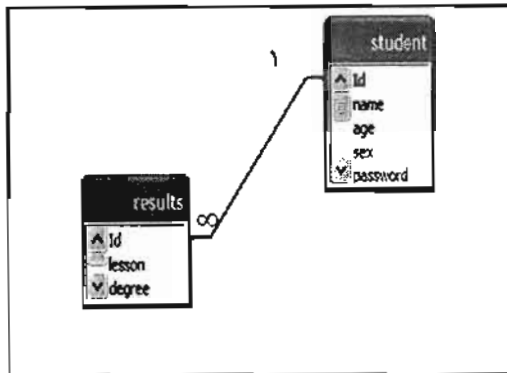 student
١
Id
name
age
sex
password
results
∞
Id
lesson
degree